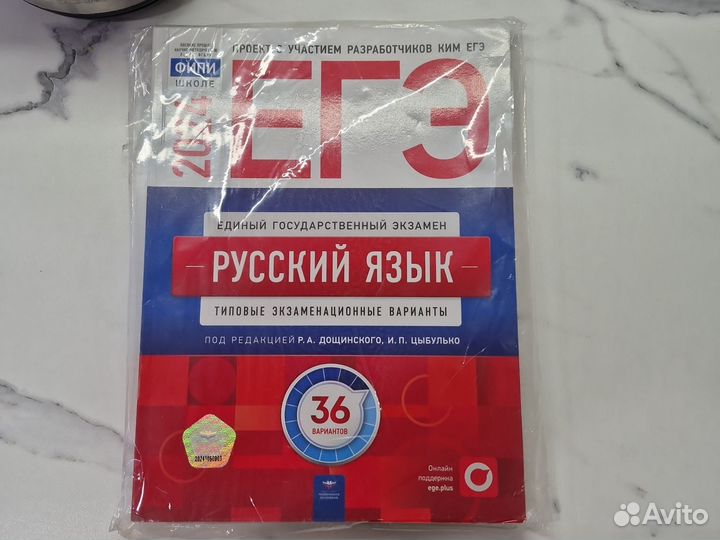 ПРОЕКТ С УЧАСТИЕМ РАЗРАБОТЧИКОВ КИМ ЕГЭ
ФИПИ
ШКОЛЕ
2024
ЕГЭ
ЕДИНЫЙ ГОСУДАРСТВЕННЫЙ ЭКЗАМЕН
РУССКИЙ ЯЗЫК
ТИПОВЫЕ ЭКЗАМЕНАЦИОННЫЕ ВАРИАНТЫ
ПОД РЕДАКЦИЕЙ Р.А. ДОЩИНСКОГО, И.П. ЦЫБУЛЬКО
36
ВАРИАНТОВ
Онлайн
поддержка
ege.plus
Avito